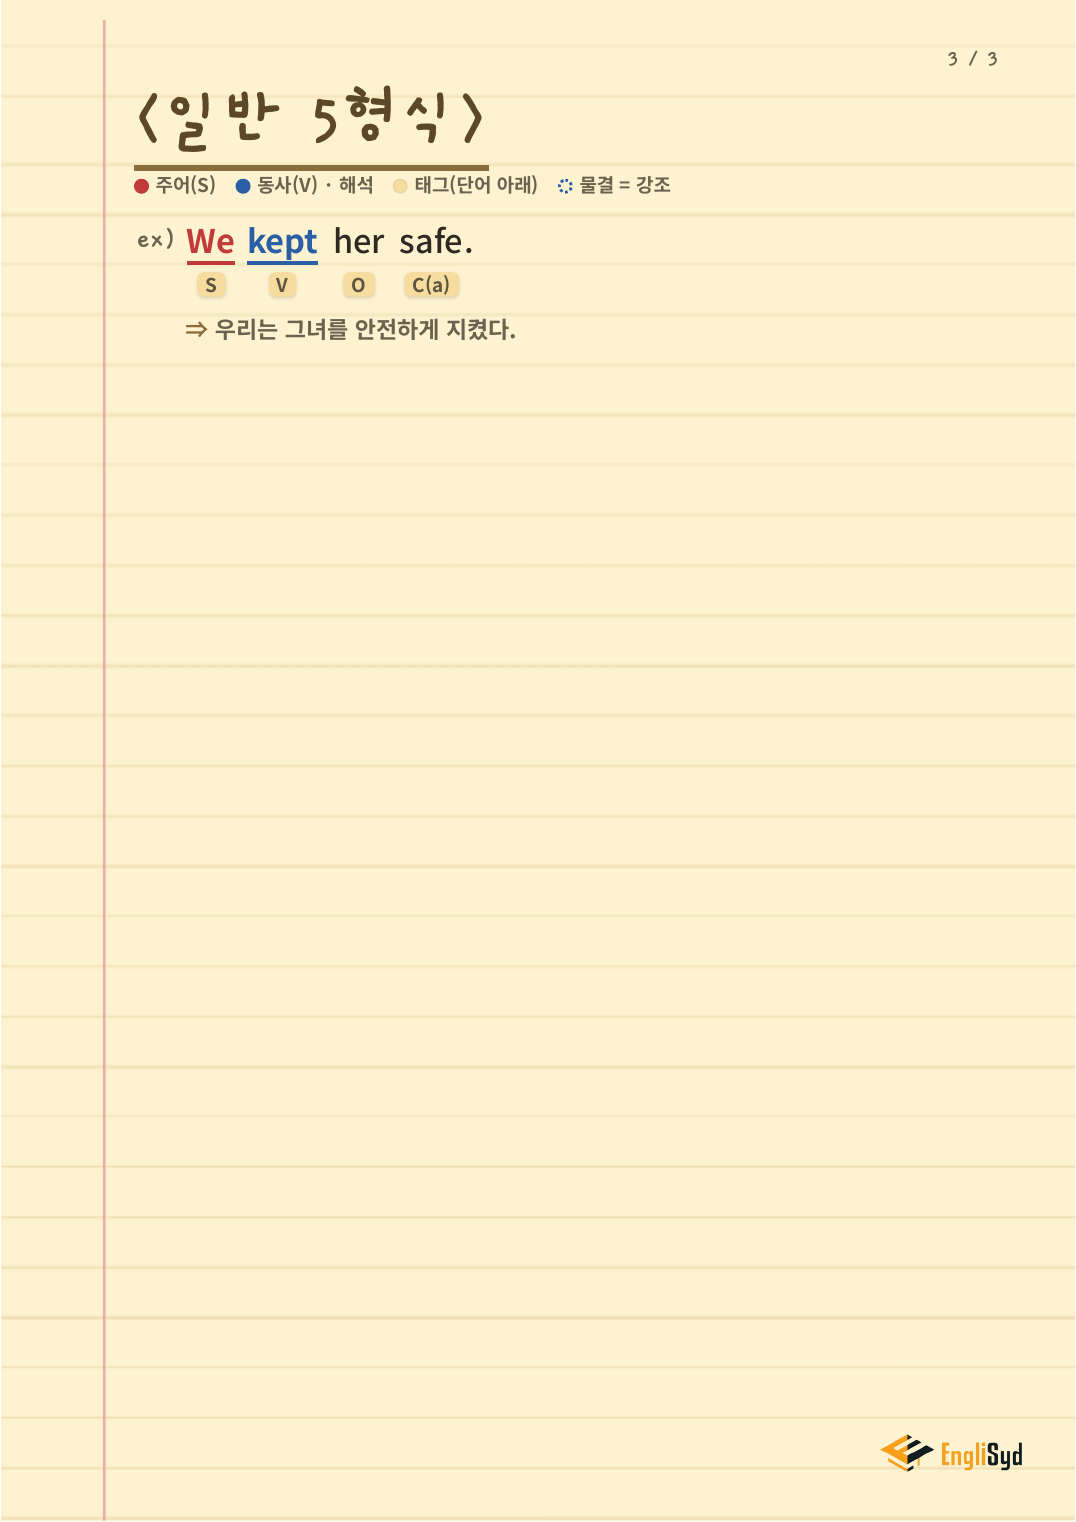 3 / 3
<일반 5형식>
주어(S) 동사(V) · 해석 태그(단어 아래) 물결 = 강조
ex) We kept her safe.
S V O C(a)
⇒ 우리는 그녀를 안전하게 지켰다.
EngliSyd